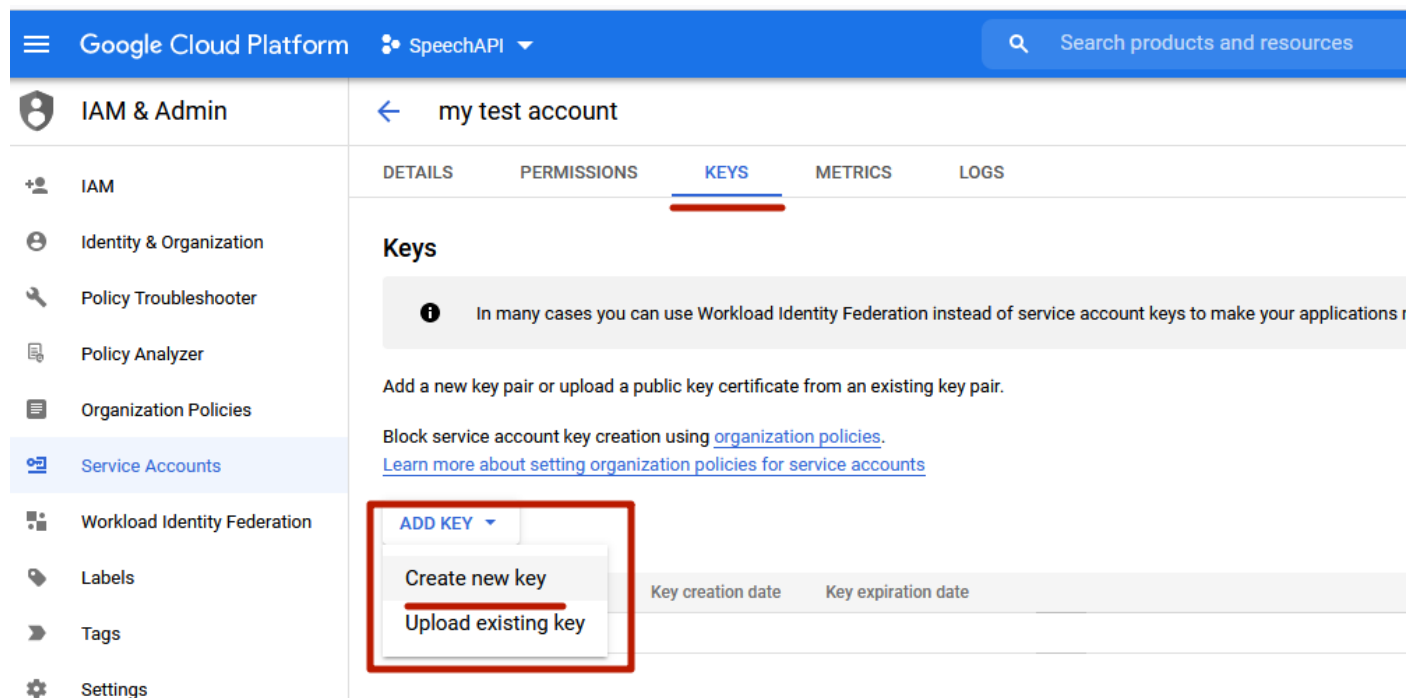 Google Cloud Platform SpeechAPI Search products and resources
IAM & Admin
my test account
IAM
Identity & Organization
Policy Troubleshooter
Policy Analyzer
Organization Policies
Service Accounts
Workload Identity Federation
Labels
Tags
Settings
DETAILS PERMISSIONS KEYS METRICS LOGS
Keys
In many cases you can use Workload Identity Federation instead of service account keys to make your applications
Add a new key pair or upload a public key certificate from an existing key pair.
Block service account key creation using organization policies.
Learn more about setting organization policies for service accounts
ADD KEY
Create new key
Upload existing key
Key creation date Key expiration date